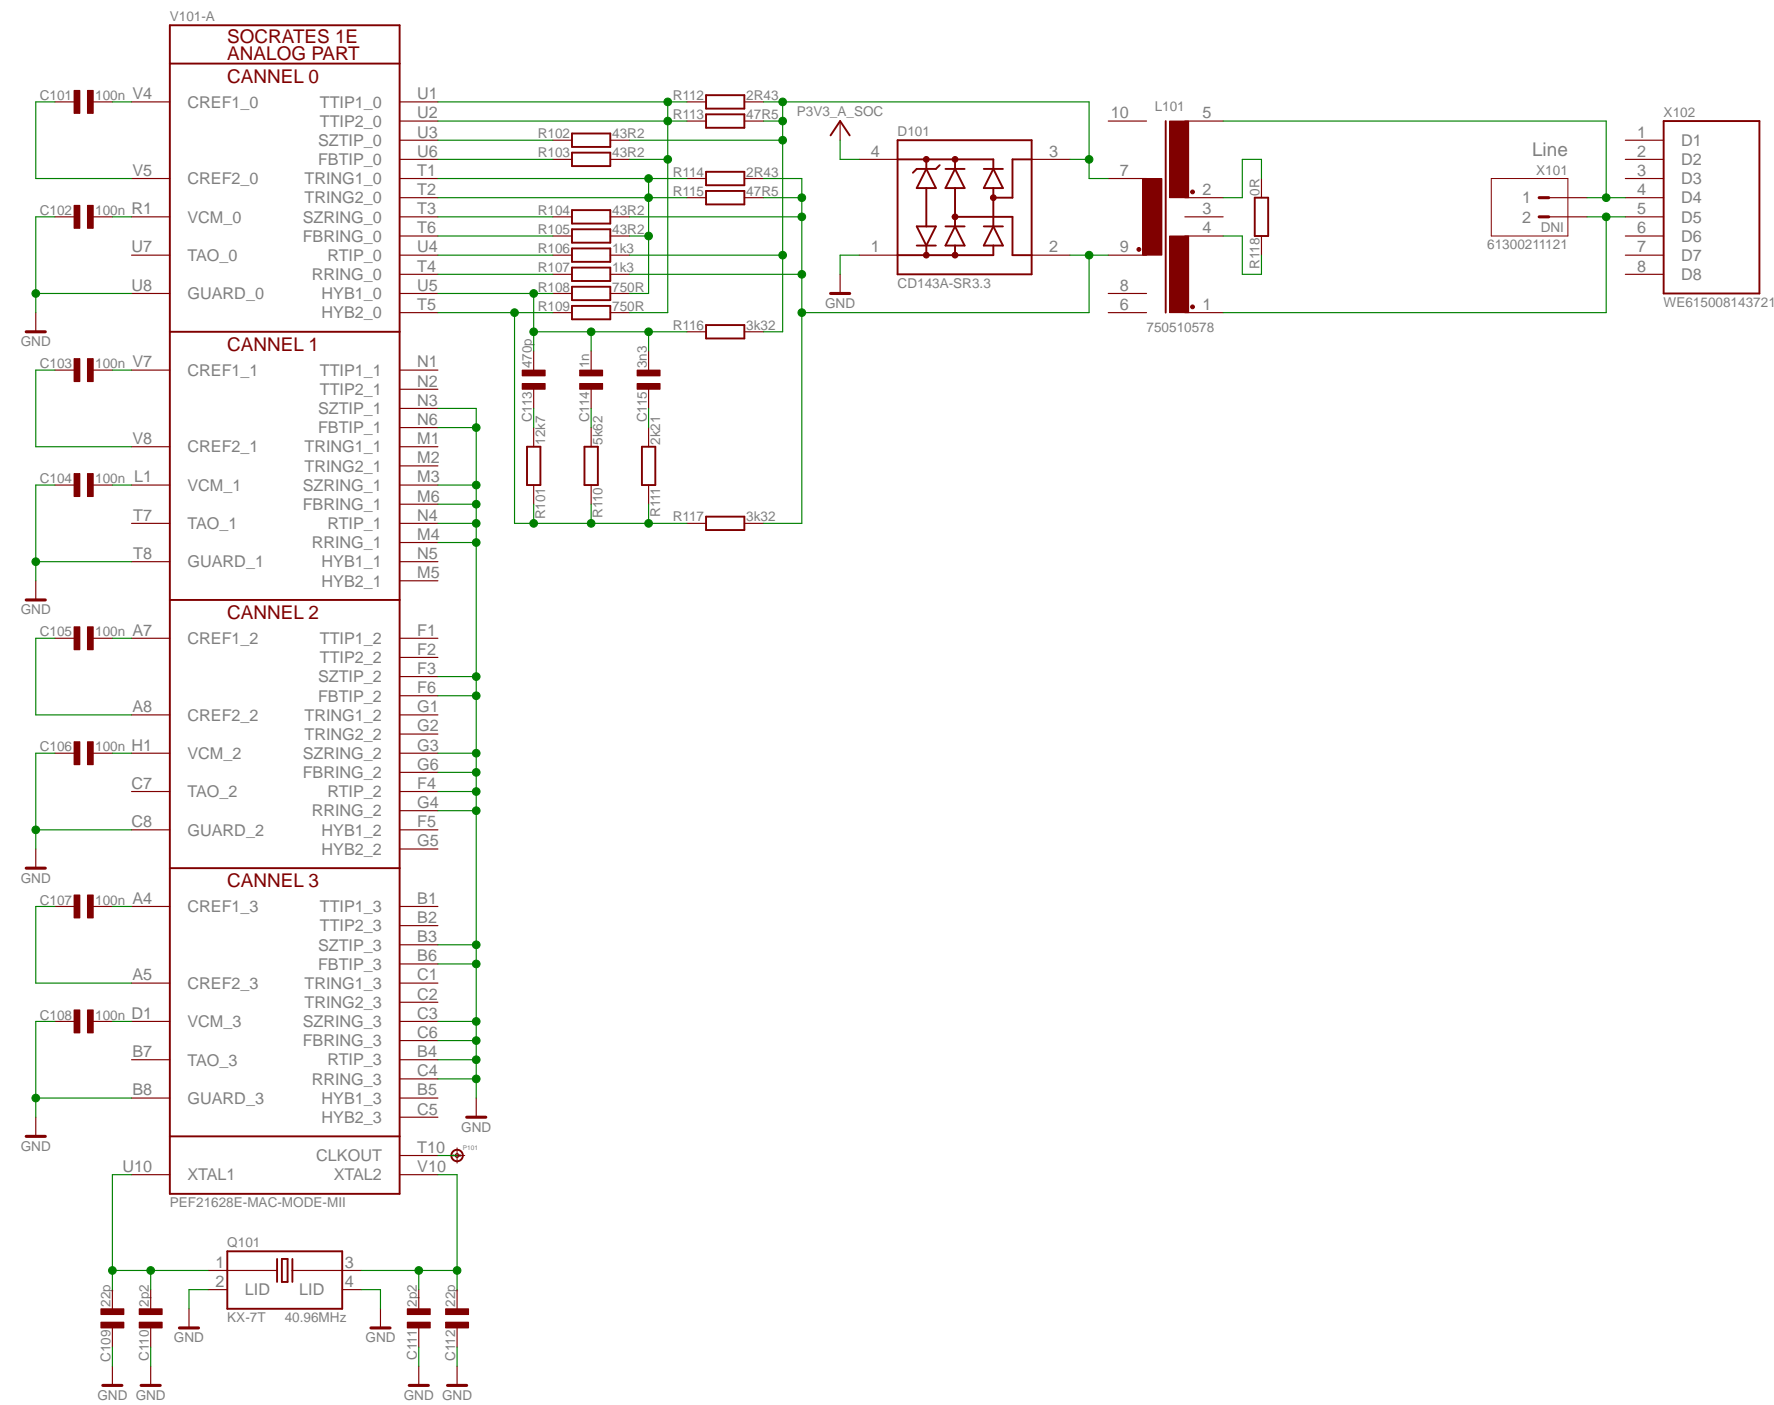 V101-A
SOCRATES 1E
ANALOG PART
CANNEL 0
C101 100n V4 CREF1_0 TTIP1_0 U1 R112 2R43
TTIP2_0 U2 R113 47R5
SZTIP_0 U3 R102 43R2
FBTIP_0 U6 R103 43R2
V5 CREF2_0 TRING1_0 T1 R114 2R43
TRING2_0 T2 R115 47R5
C102 100n R1 VCM_0 SZRING_0 T3 R104 43R2
FBRING_0 T6 R105 43R2
U7 TAO_0 RTIP_0 U4 R106 1k3
RRING_0 T4 R107 1k3
U8 GUARD_0 HYB1_0 U5 R108 750R
HYB2_0 T5 R109 750R
GND
R116 3k32
470p C113 12k7 R101
1n C114 5k62 R110
3n3 C115 2k21 R111
R117 3k32
P3V3_A_SOC
D101
4 3
1 2
CD143A-SR3.3
GND
L101
10 5
7 2
3
9 4
8
6 1
750510578
0R R118
Line
X101
1
2
DNI
61300211121
X102
1 D1
2 D2
3 D3
4 D4
5 D5
6 D6
7 D7
8 D8
WE615008143721
CANNEL 1
C103 100n V7 CREF1_1 TTIP1_1 N1
TTIP2_1 N2
SZTIP_1 N3
FBTIP_1 N6
V8 CREF2_1 TRING1_1 M1
TRING2_1 M2
C104 100n L1 VCM_1 SZRING_1 M3
FBRING_1 M6
T7 TAO_1 RTIP_1 N4
RRING_1 M4
T8 GUARD_1 HYB1_1 N5
HYB2_1 M5
GND
CANNEL 2
C105 100n A7 CREF1_2 TTIP1_2 F1
TTIP2_2 F2
SZTIP_2 F3
FBTIP_2 F6
A8 CREF2_2 TRING1_2 G1
TRING2_2 G2
C106 100n H1 VCM_2 SZRING_2 G3
FBRING_2 G6
C7 TAO_2 RTIP_2 F4
RRING_2 G4
C8 GUARD_2 HYB1_2 F5
HYB2_2 G5
GND
CANNEL 3
C107 100n A4 CREF1_3 TTIP1_3 B1
TTIP2_3 B2
SZTIP_3 B3
FBTIP_3 B6
A5 CREF2_3 TRING1_3 C1
TRING2_3 C2
C108 100n D1 VCM_3 SZRING_3 C3
FBRING_3 C6
B7 TAO_3 RTIP_3 B4
RRING_3 C4
B8 GUARD_3 HYB1_3 B5
HYB2_3 C5
GND GND
CLKOUT T10 P101
U10 XTAL1 XTAL2 V10
PEF21628E-MAC-MODE-MII
Q101
1 3
2 LID LID 4
KX-7T 40.96MHz
22p C109
2p2 C110
GND GND
2p2 C111
22p C112
GND GND GND GND